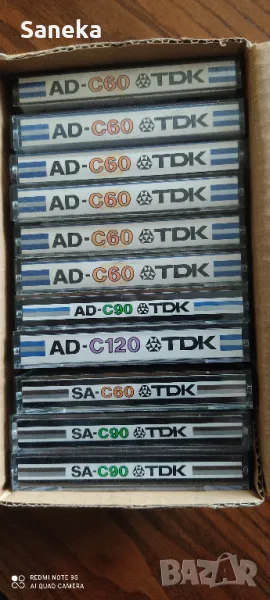 Saneka
AD-C60 TDK
AD-C60 TDK
AD-C60 TDK
AD-C60 TDK
AD-C60 TDK
AD-C60 TDK
AD-C90 TDK
AD-C120 TDK
SA-C60 TDK
SA-C90 TDK
SA-C90 TDK
REDMI NOTE 9S
AI QUAD CAMERA
BAZAR